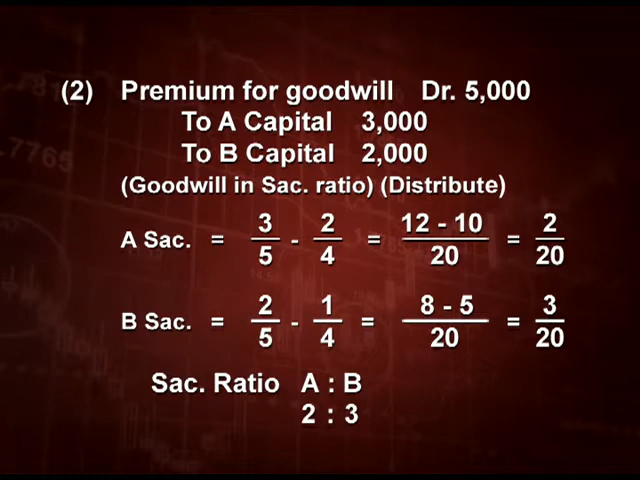 (2) Premium for goodwill Dr. 5,000
To A Capital 3,000
To B Capital 2,000
(Goodwill in Sac. ratio) (Distribute)
A Sac. = 3/5 - 2/4 = 12 - 10/20 = 2/20
B Sac. = 2/5 - 1/4 = 8 - 5/20 = 3/20
Sac. Ratio A : B
2 : 3